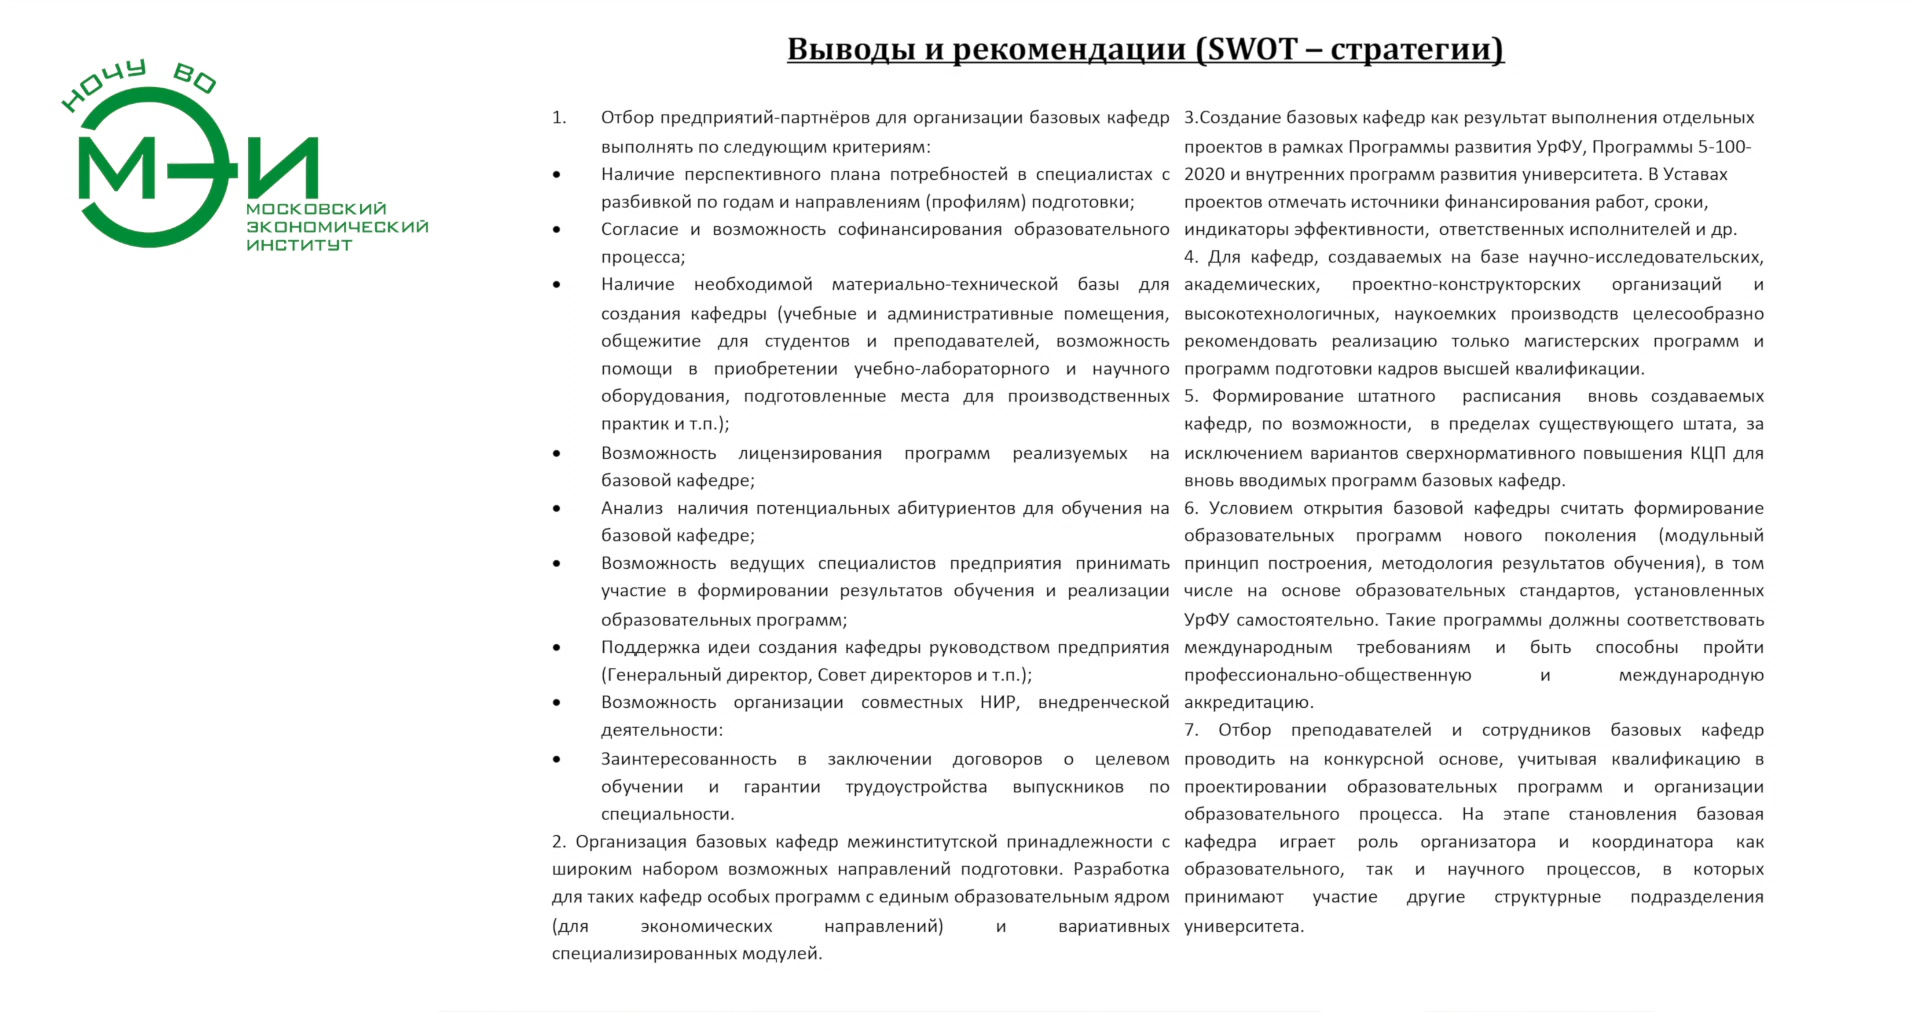 НОЧУ ВО
МЭИ
МОСКОВСКИЙ
ЭКОНОМИЧЕСКИЙ
ИНСТИТУТ
Выводы и рекомендации (SWOT – стратегии)
1. Отбор предприятий-партнёров для организации базовых кафедр
выполнять по следующим критериям:
• Наличие перспективного плана потребностей в специалистах с
разбивкой по годам и направлениям (профилям) подготовки;
• Согласие и возможность софинансирования образовательного
процесса;
• Наличие необходимой материально-технической базы для
создания кафедры (учебные и административные помещения,
общежитие для студентов и преподавателей, возможность
помощи в приобретении учебно-лабораторного и научного
оборудования, подготовленные места для производственных
практик и т.п.);
• Возможность лицензирования программ реализуемых на
базовой кафедре;
• Анализ наличия потенциальных абитуриентов для обучения на
базовой кафедре;
• Возможность ведущих специалистов предприятия принимать
участие в формировании результатов обучения и реализации
образовательных программ;
• Поддержка идеи создания кафедры руководством предприятия
(Генеральный директор, Совет директоров и т.п.);
• Возможность организации совместных НИР, внедренческой
деятельности:
• Заинтересованность в заключении договоров о целевом
обучении и гарантии трудоустройства выпускников по
специальности.
2. Организация базовых кафедр межинститутской принадлежности с
широким набором возможных направлений подготовки. Разработка
для таких кафедр особых программ с единым образовательным ядром
(для экономических направлений) и вариативных
специализированных модулей.
3.Создание базовых кафедр как результат выполнения отдельных
проектов в рамках Программы развития УрФУ, Программы 5-100-
2020 и внутренних программ развития университета. В Уставах
проектов отмечать источники финансирования работ, сроки,
индикаторы эффективности, ответственных исполнителей и др.
4. Для кафедр, создаваемых на базе научно-исследовательских,
академических, проектно-конструкторских организаций и
высокотехнологичных, наукоемких производств целесообразно
рекомендовать реализацию только магистерских программ и
программ подготовки кадров высшей квалификации.
5. Формирование штатного расписания вновь создаваемых
кафедр, по возможности, в пределах существующего штата, за
исключением вариантов сверхнормативного повышения КЦП для
вновь вводимых программ базовых кафедр.
6. Условием открытия базовой кафедры считать формирование
образовательных программ нового поколения (модульный
принцип построения, методология результатов обучения), в том
числе на основе образовательных стандартов, установленных
УрФУ самостоятельно. Такие программы должны соответствовать
международным требованиям и быть способны пройти
профессионально-общественную и международную
аккредитацию.
7. Отбор преподавателей и сотрудников базовых кафедр
проводить на конкурсной основе, учитывая квалификацию в
проектировании образовательных программ и организации
образовательного процесса. На этапе становления базовая
кафедра играет роль организатора и координатора как
образовательного, так и научного процессов, в которых
принимают участие другие структурные подразделения
университета.